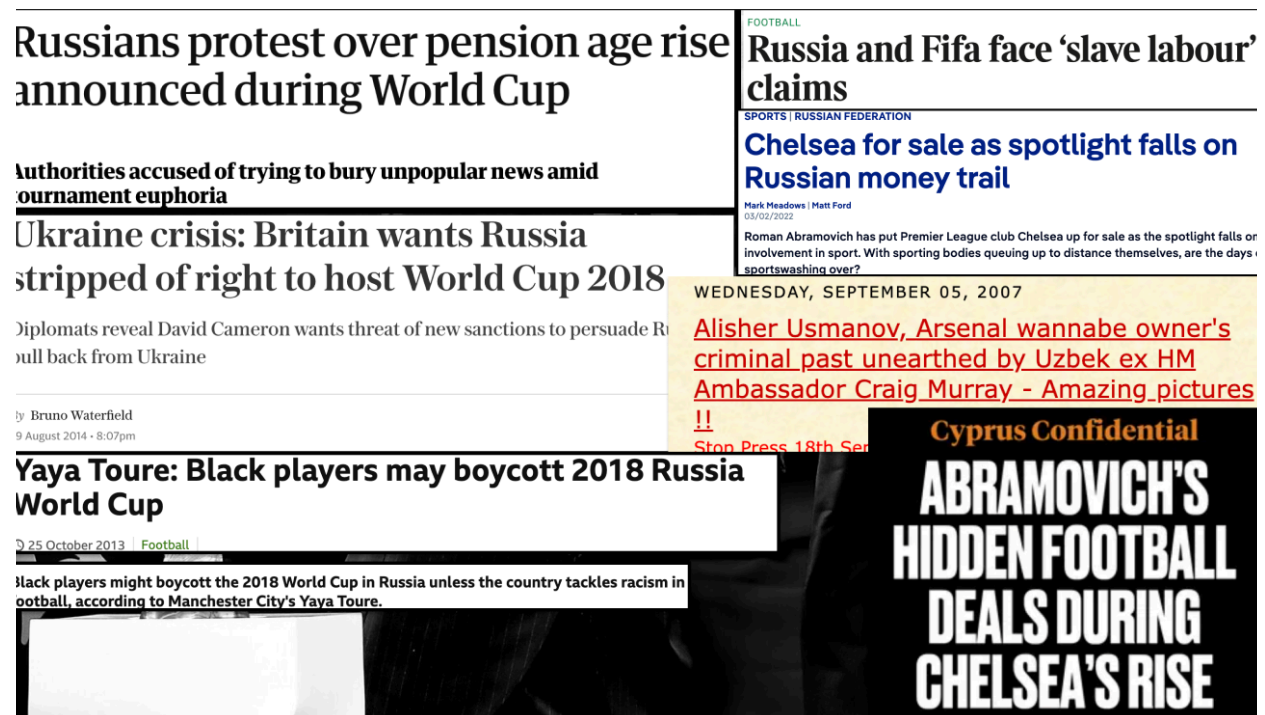 Russians protest over pension age rise
announced during World Cup
Authorities accused of trying to bury unpopular news amid
tournament euphoria
FOOTBALL
Russia and Fifa face ‘slave labour’
claims
SPORTS | RUSSIAN FEDERATION
Chelsea for sale as spotlight falls on
Russian money trail
Mark Meadows | Matt Ford
03/02/2022
Roman Abramovich has put Premier League club Chelsea up for sale as the spotlight falls on
involvement in sport. With sporting bodies queuing up to distance themselves, are the days
sportswashing over?
Ukraine crisis: Britain wants Russia
stripped of right to host World Cup 2018
Diplomats reveal David Cameron wants threat of new sanctions to persuade
pull back from Ukraine
By Bruno Waterfield
9 August 2014 • 8:07pm
WEDNESDAY, SEPTEMBER 05, 2007
Alisher Usmanov, Arsenal wannabe owner's
criminal past unearthed by Uzbek ex HM
Ambassador Craig Murray - Amazing pictures
!!
Stop Press 18th
Yaya Toure: Black players may boycott 2018 Russia
World Cup
25 October 2013 | Football
Black players might boycott the 2018 World Cup in Russia unless the country tackles racism in
football, according to Manchester City's Yaya Toure.
Cyprus Confidential
ABRAMOVICH'S
HIDDEN FOOTBALL
DEALS DURING
CHELSEA'S RISE